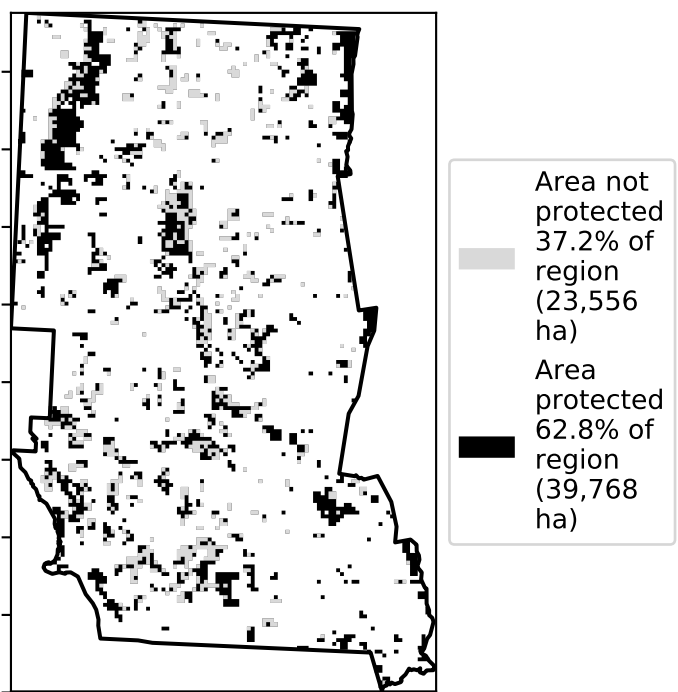 Area not
protected
37.2% of
region
(23,556
ha)
Area
protected
62.8% of
region
(39,768
ha)